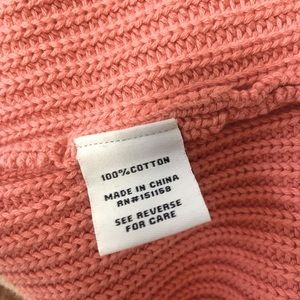 100% COTTON
MADE IN CHINA
RN#151158
SEE REVERSE
FOR CARE